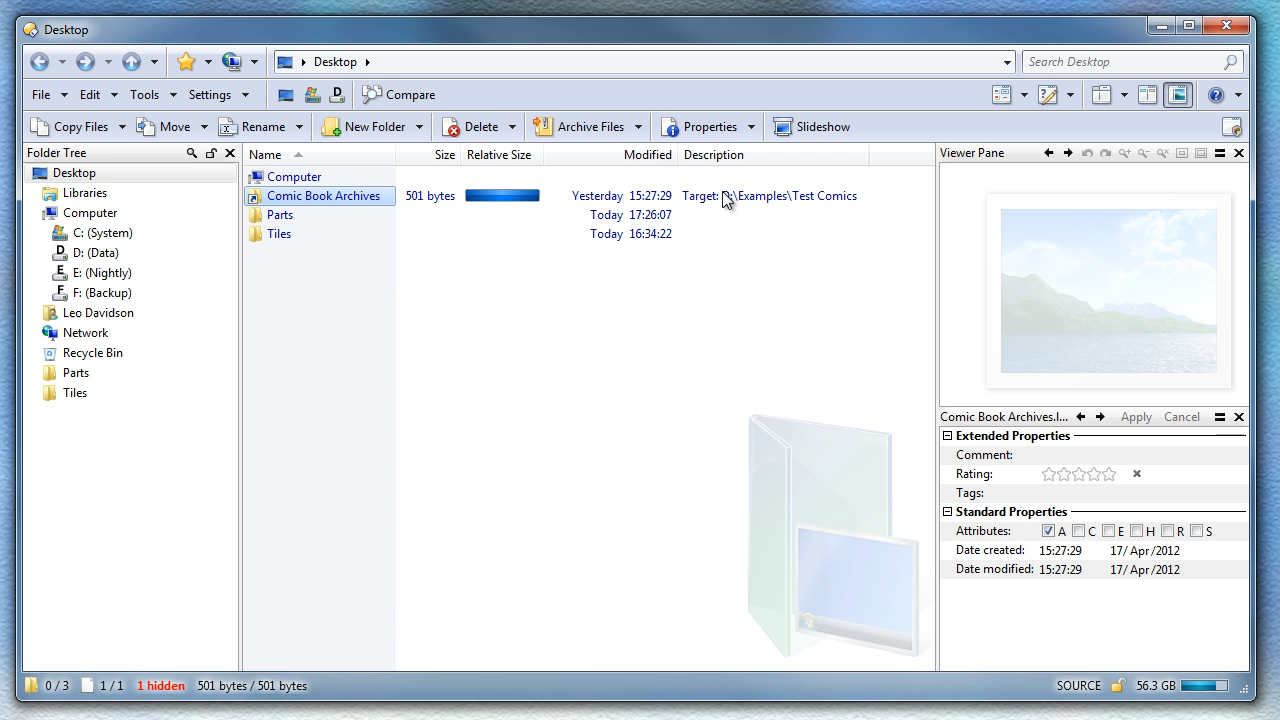 Desktop
Desktop
Search Desktop
File Edit Tools Settings Compare
Copy Files Move Rename New Folder Delete Archive Files Properties Slideshow
Folder Tree
Desktop
Libraries
Computer
C: (System)
D: (Data)
E: (Nightly)
F: (Backup)
Leo Davidson
Network
Recycle Bin
Parts
Tiles
Name Size Relative Size Modified Description
Computer
Comic Book Archives 501 bytes Yesterday 15:27:29 Target: \Examples\Test Comics
Parts Today 17:26:07
Tiles Today 16:34:22
Viewer Pane
Comic Book Archives.l... Apply Cancel
Extended Properties
Comment:
Rating:
Tags:
Standard Properties
Attributes: A C E H R S
Date created: 15:27:29 17/ Apr /2012
Date modified: 15:27:29 17/ Apr /2012
0 / 3 1 / 1 1 hidden 501 bytes / 501 bytes SOURCE 56.3 GB